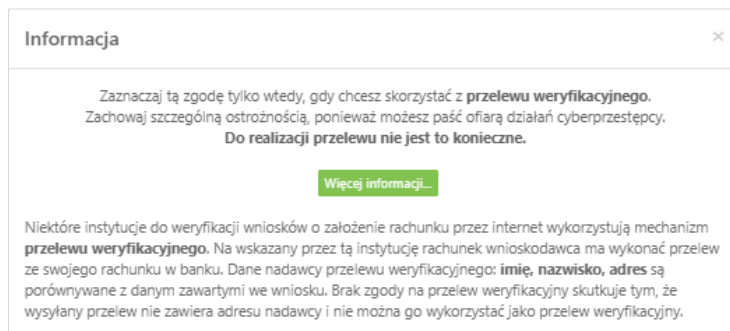 Informacja
×
Zaznaczaj tą zgodę tylko wtedy, gdy chcesz skorzystać z przelewu weryfikacyjnego.
Zachowaj szczególną ostrożnością, ponieważ możesz paść ofiarą działań cyberprzestępcy.
Do realizacji przelewu nie jest to konieczne.
Więcej informacji...
Niektóre instytucje do weryfikacji wniosków o założenie rachunku przez internet wykorzystują mechanizm
przelewu weryfikacyjnego. Na wskazany przez tą instytucję rachunek wnioskodawca ma wykonać przelew
ze swojego rachunku w banku. Dane nadawcy przelewu weryfikacyjnego: imię, nazwisko, adres są
porównywane z danym zawartymi we wniosku. Brak zgody na przelew weryfikacyjny skutkuje tym, że
wysyłany przelew nie zawiera adresu nadawcy i nie można go wykorzystać jako przelew weryfikacyjny.